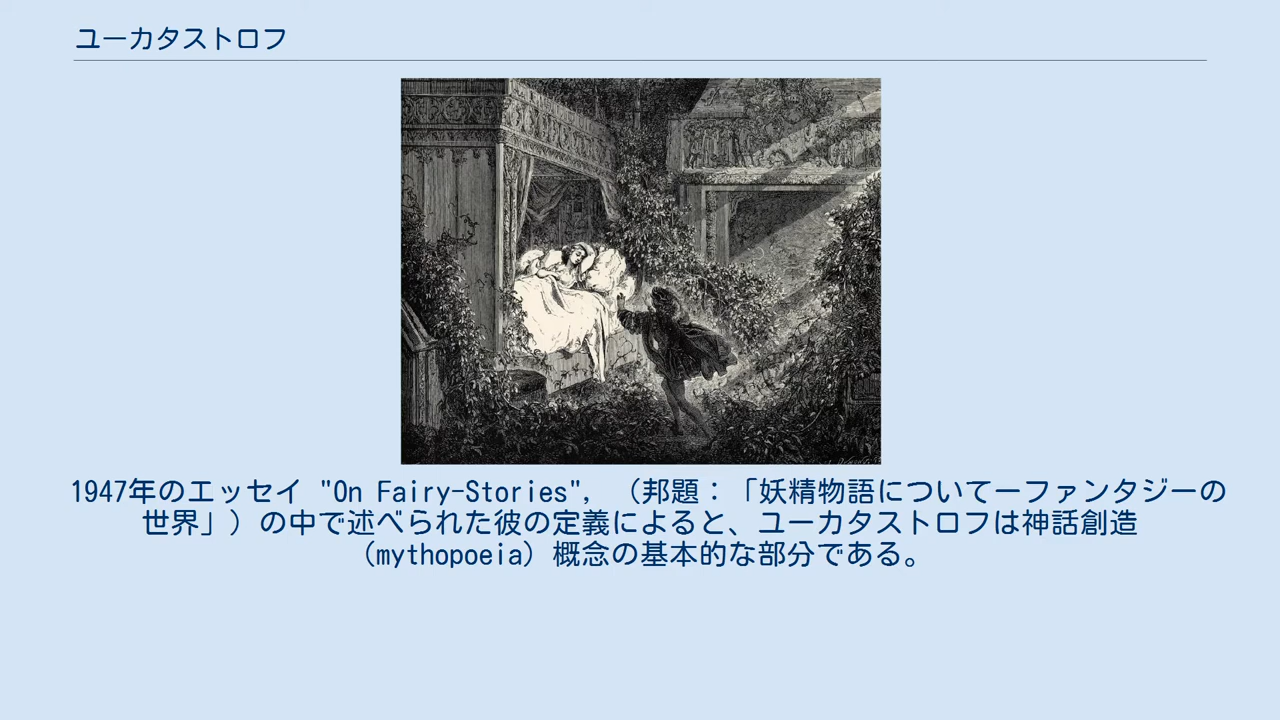 ユーカタストロフ
1947年のエッセイ "On Fairy-Stories", （邦題：「妖精物語についてーファンタジーの
世界」）の中で述べられた彼の定義によると、ユーカタストロフは神話創造
（mythopoeia）概念の基本的な部分である。